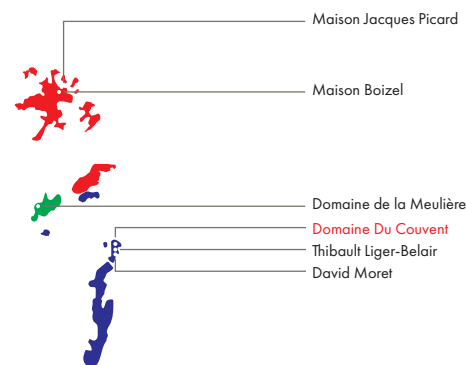 Maison Jacques Picard
Maison Boizel
Domaine de la Meulière
Domaine Du Couvent
Thibault Liger-Belair
David Moret